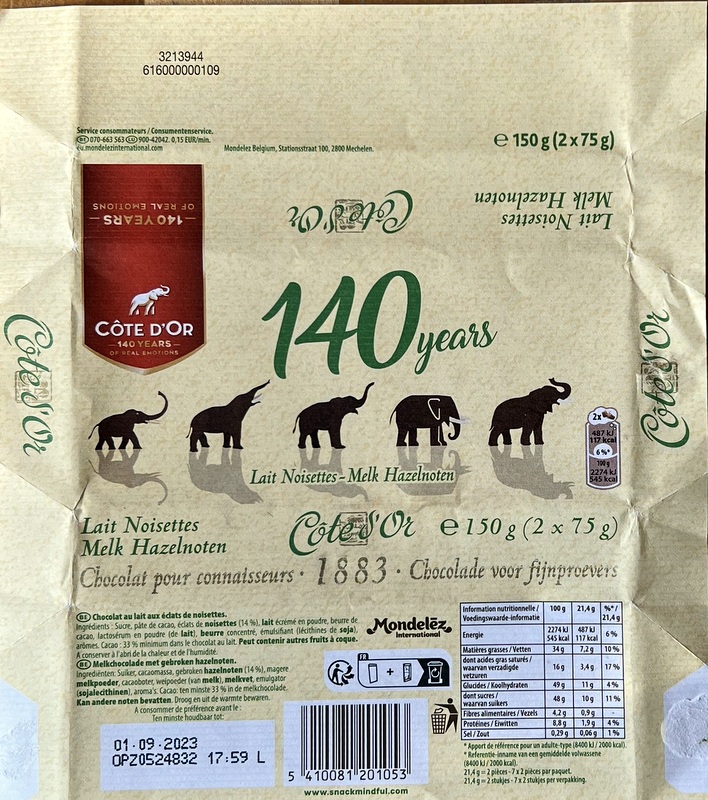 3213944
616000000109
Service consommateurs / Consumentenservice.
BE 070-663 563 LU 900-42042. 0,15 EUR/min.
eu.mondelezinternational.com
Mondelez Belgium, Stationsstraat 100, 2800 Mechelen.
e 150 g (2 x 75 g)
140 YEARS
OF REAL EMOTIONS
Côte d'Or
Lait Noisettes
Melk Hazelnoten
CÔTE D'OR
140 YEARS
OF REAL EMOTIONS
140 years
Côte d'Or
Côte d'Or
2x
487 kJ
117 kcal
6 %*
100 g
2274 kJ
545 kcal
Lait Noisettes - Melk Hazelnoten
Lait Noisettes
Melk Hazelnoten
Côte d'Or
e 150 g (2 x 75 g)
Chocolat pour connaisseurs · 1883 · Chocolade voor fijnproevers
BE Chocolat au lait aux éclats de noisettes.
Ingrédients : Sucre, pâte de cacao, éclats de noisettes (14 %), lait écrémé en poudre, beurre de
cacao, lactosérum en poudre (de lait), beurre concentré, émulsifiant (lécithines de soja),
arômes. Cacao : 33 % minimum dans le chocolat au lait. Peut contenir autres fruits à coque.
A conserver à l'abri de la chaleur et de l'humidité.
BE Melkchocolade met gebroken hazelnoten.
Ingrediënten: Suiker, cacaomassa, gebroken hazelnoten (14 %), magere
melkpoeder, cacaoboter, weipoeder (van melk), melkvet, emulgator
(sojalecithinen), aroma's. Cacao: ten minste 33 % in de melkchocolade.
Kan andere noten bevatten. Droog en uit de warmte bewaren.
A consommer de préférence avant le :
Ten minste houdbaar tot:
01·09·2023
OPZ0524832 17:59 L
Mondelēz
International
FR
5 410081 201053
www.snackmindful.com
Information nutritionnelle / Voedingswaarde-informatie 100 g 21,4 g %*/ 21,4 g
Energie 2274 kJ 545 kcal 487 kJ 117 kcal 6 %
Matières grasses / Vetten 34 g 7,2 g 10 %
dont acides gras saturés / waarvan verzadigde vetzuren 16 g 3,4 g 17 %
Glucides / Koolhydraten 49 g 11 g 4 %
dont sucres / waarvan suikers 48 g 10 g 11 %
Fibres alimentaires / Vezels 4,2 g 0,9 g -
Protéines / Eiwitten 8,8 g 1,9 g 4 %
Sel / Zout 0,29 g 0,06 g 1 %
* Apport de référence pour un adulte-type (8400 kJ / 2000 kcal).
* Referentie-inname van een gemiddelde volwassene
(8400 kJ / 2000 kcal).
21,4 g = 2 pièces - 7 x 2 pièces par paquet.
21,4 g = 2 stukjes - 7 x 2 stukjes per verpakking.